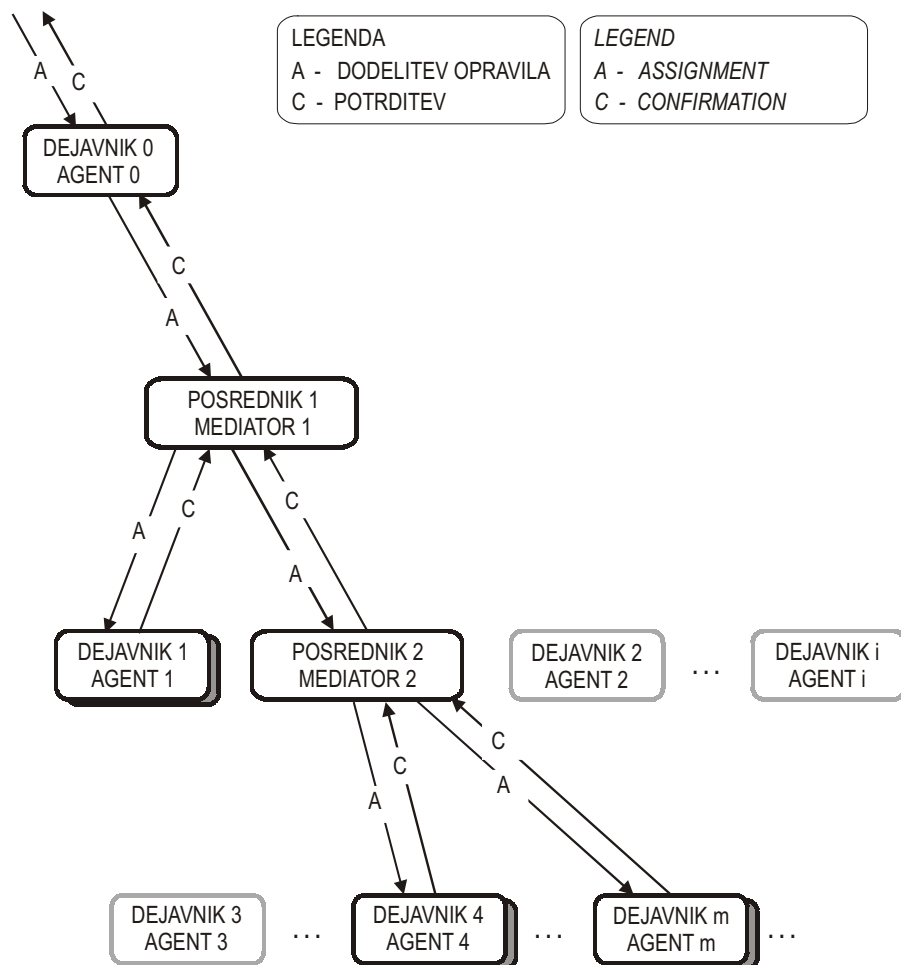 LEGENDA
A - DODELITEV OPRAVILA
C - POTRDITEV
LEGEND
A - ASSIGNMENT
C - CONFIRMATION
A
C
DEJAVNIK 0
AGENT 0
C
A
POSREDNIK 1
MEDIATOR 1
A
C
C
A
DEJAVNIK 1
AGENT 1
POSREDNIK 2
MEDIATOR 2
DEJAVNIK 2
AGENT 2
...
DEJAVNIK i
AGENT i
A
C
C
A
DEJAVNIK 3
AGENT 3
...
DEJAVNIK 4
AGENT 4
...
DEJAVNIK m
AGENT m
...